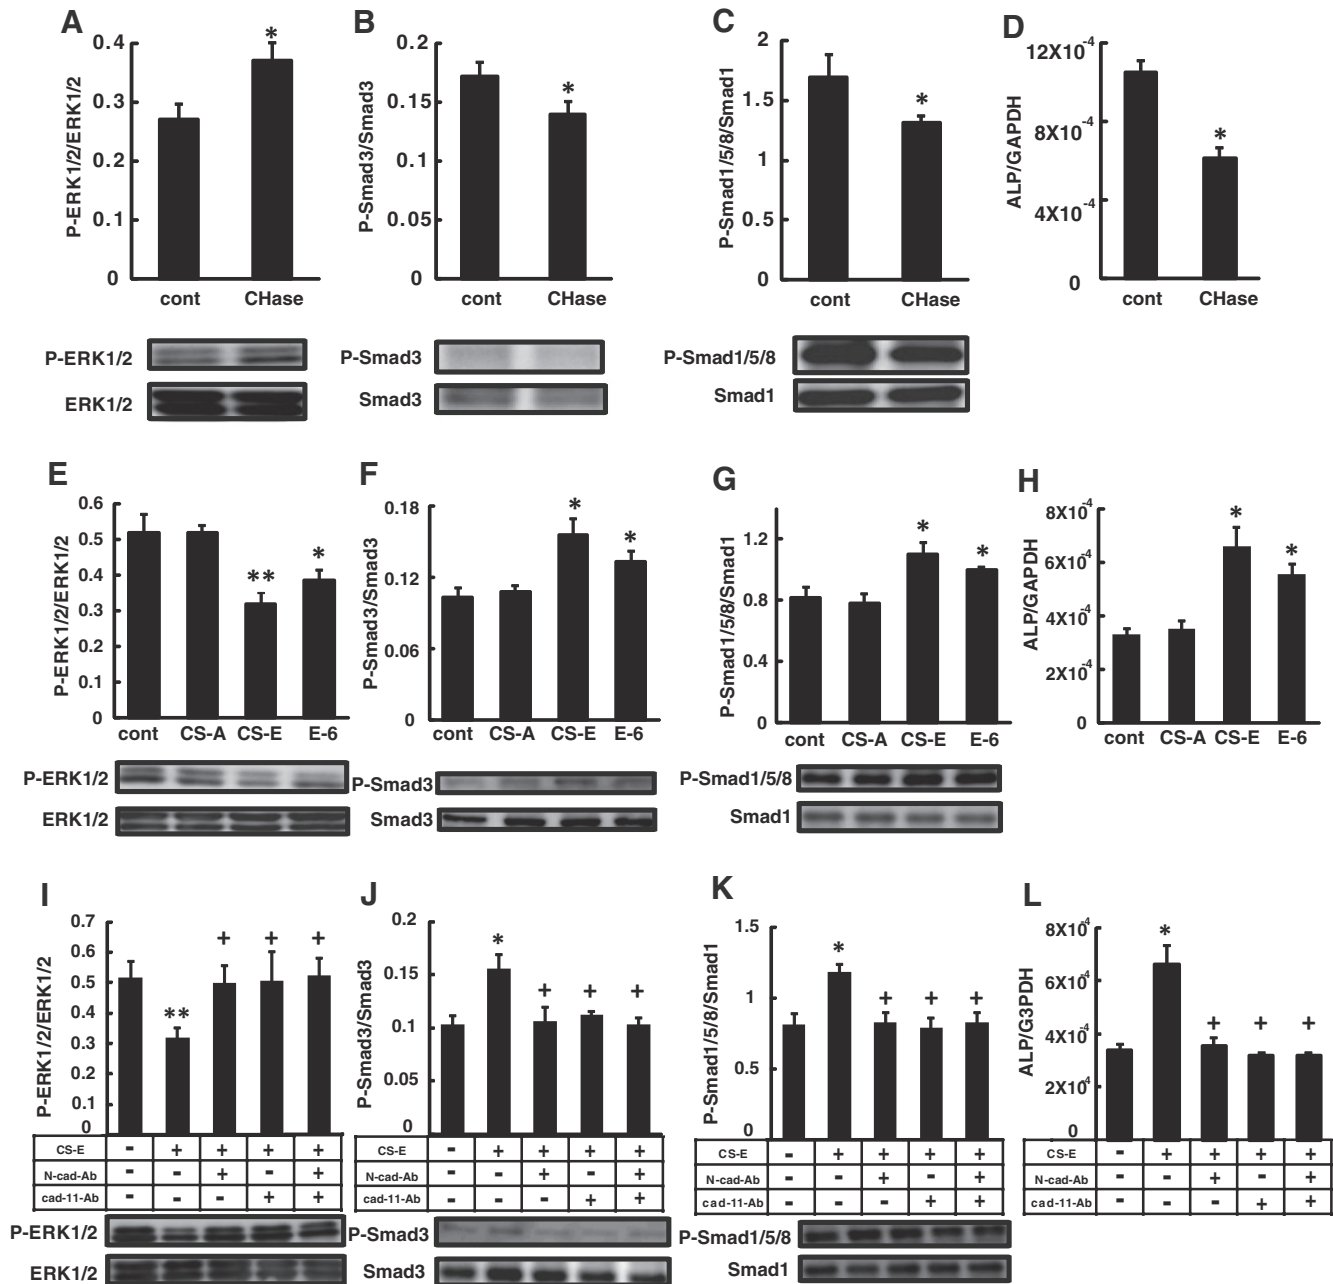 A
P-ERK1/2/ERK1/2
0.4
0.3
0.2
0.1
0
*
cont CHase
P-ERK1/2
ERK1/2
B
P-Smad3/Smad3
0.2
0.15
0.1
0.05
0
*
cont CHase
P-Smad3
Smad3
C
P-Smad1/5/8/Smad1
2
1.5
1
0.5
0
*
cont CHase
P-Smad1/5/8
Smad1
D
ALP/GAPDH
12X10-4
8X10-4
4X10-4
0
*
cont CHase
E
P-ERK1/2/ERK1/2
0.6
0.5
0.4
0.3
0.2
0.1
0
** *
cont CS-A CS-E E-6
P-ERK1/2
ERK1/2
F
P-Smad3/Smad3
0.18
0.12
0.06
0
* *
cont CS-A CS-E E-6
P-Smad3
Smad3
G
P-Smad1/5/8/Smad1
1.2
0.8
0.4
0
* *
cont CS-A CS-E E-6
P-Smad1/5/8
Smad1
H
ALP/GAPDH
8X10-4
6X10-4
4X10-4
2X10-4
0
* *
cont CS-A CS-E E-6
I
P-ERK1/2/ERK1/2
0.7
0.6
0.5
0.4
0.3
0.2
0.1
0
** + + +
CS-E - + + + +
N-cad-Ab - - + - +
cad-11-Ab - - - + +
P-ERK1/2
ERK1/2
J
P-Smad3/Smad3
0.2
0.15
0.1
0.05
0
* + + +
CS-E - + + + +
N-cad-Ab - - + - +
cad-11-Ab - - - + +
P-Smad3
Smad3
K
P-Smad1/5/8/Smad1
1.5
1
0.5
0
* + + +
CS-E - + + + +
N-cad-Ab - - + - +
cad-11-Ab - - - + +
P-Smad1/5/8
Smad1
L
ALP/G3PDH
8X10-4
6X10-4
4X10-4
2X10-4
0
* + + +
CS-E - + + + +
N-cad-Ab - - + - +
cad-11-Ab - - - + +